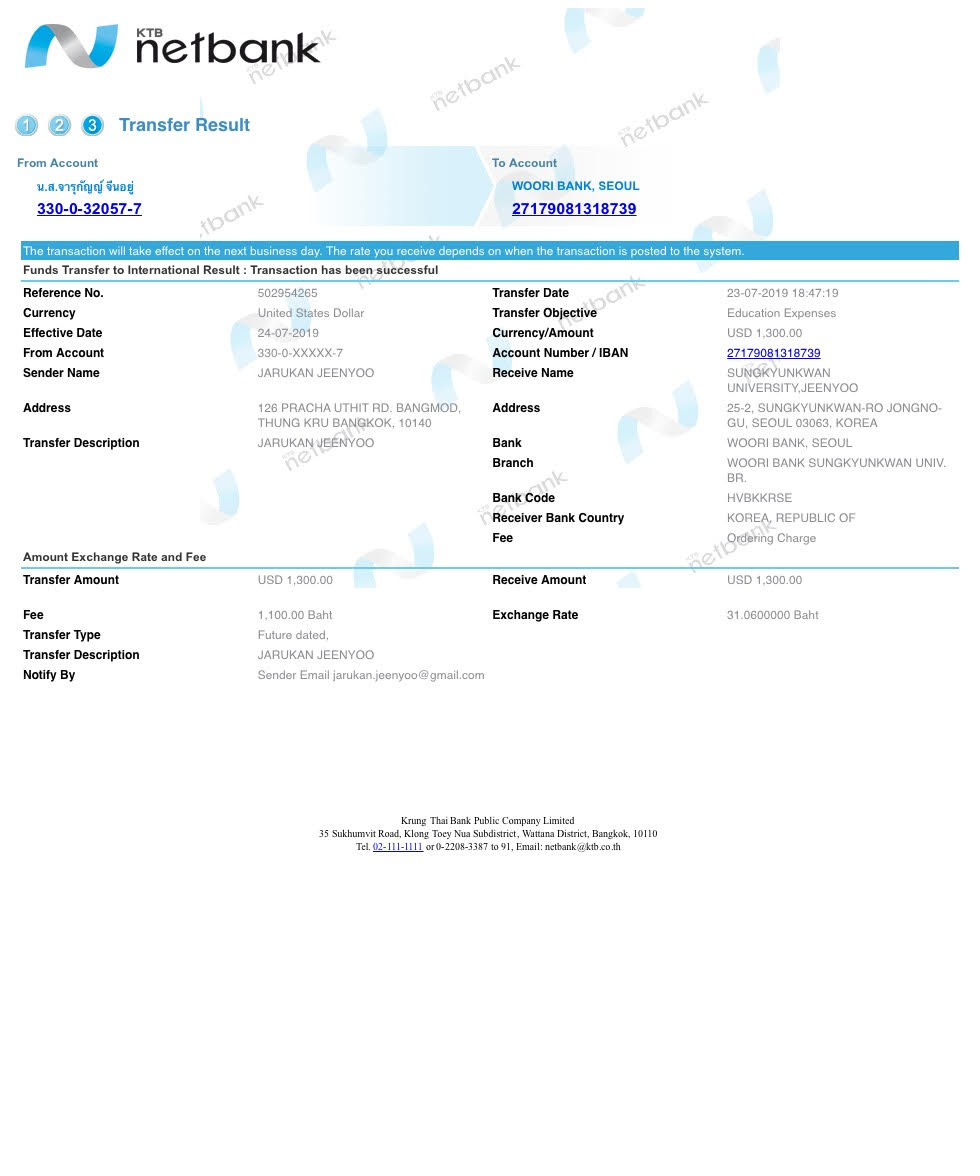 KTB
netbank
1 2 3 Transfer Result
From Account To Account
น.ส.จารุกัญญ์ จีนอยู่ WOORI BANK, SEOUL
330-0-32057-7 27179081318739
The transaction will take effect on the next business day. The rate you receive depends on when the transaction is posted to the system.
Funds Transfer to International Result : Transaction has been successful
Reference No. 502954265 Transfer Date 23-07-2019 18:47:19
Currency United States Dollar Transfer Objective Education Expenses
Effective Date 24-07-2019 Currency/Amount USD 1,300.00
From Account 330-0-XXXXX-7 Account Number / IBAN 27179081318739
Sender Name JARUKAN JEENYOO Receive Name SUNGKYUNKWAN
UNIVERSITY,JEENYOO
Address 126 PRACHA UTHIT RD. BANGMOD, Address 25-2, SUNGKYUNKWAN-RO JONGNO-
THUNG KRU BANGKOK, 10140 GU, SEOUL 03063, KOREA
Transfer Description JARUKAN JEENYOO Bank WOORI BANK, SEOUL
Branch WOORI BANK SUNGKYUNKWAN UNIV.
BR.
Bank Code HVBKKRSE
Receiver Bank Country KOREA, REPUBLIC OF
Fee Ordering Charge
Amount Exchange Rate and Fee
Transfer Amount USD 1,300.00 Receive Amount USD 1,300.00
Fee 1,100.00 Baht Exchange Rate 31.0600000 Baht
Transfer Type Future dated,
Transfer Description JARUKAN JEENYOO
Notify By Sender Email jarukan.jeenyoo@gmail.com
Krung Thai Bank Public Company Limited
35 Sukhumvit Road, Klong Toey Nua Subdistrict, Wattana District, Bangkok, 10110
Tel. 02-111-1111 or 0-2208-3387 to 91, Email: netbank@ktb.co.th